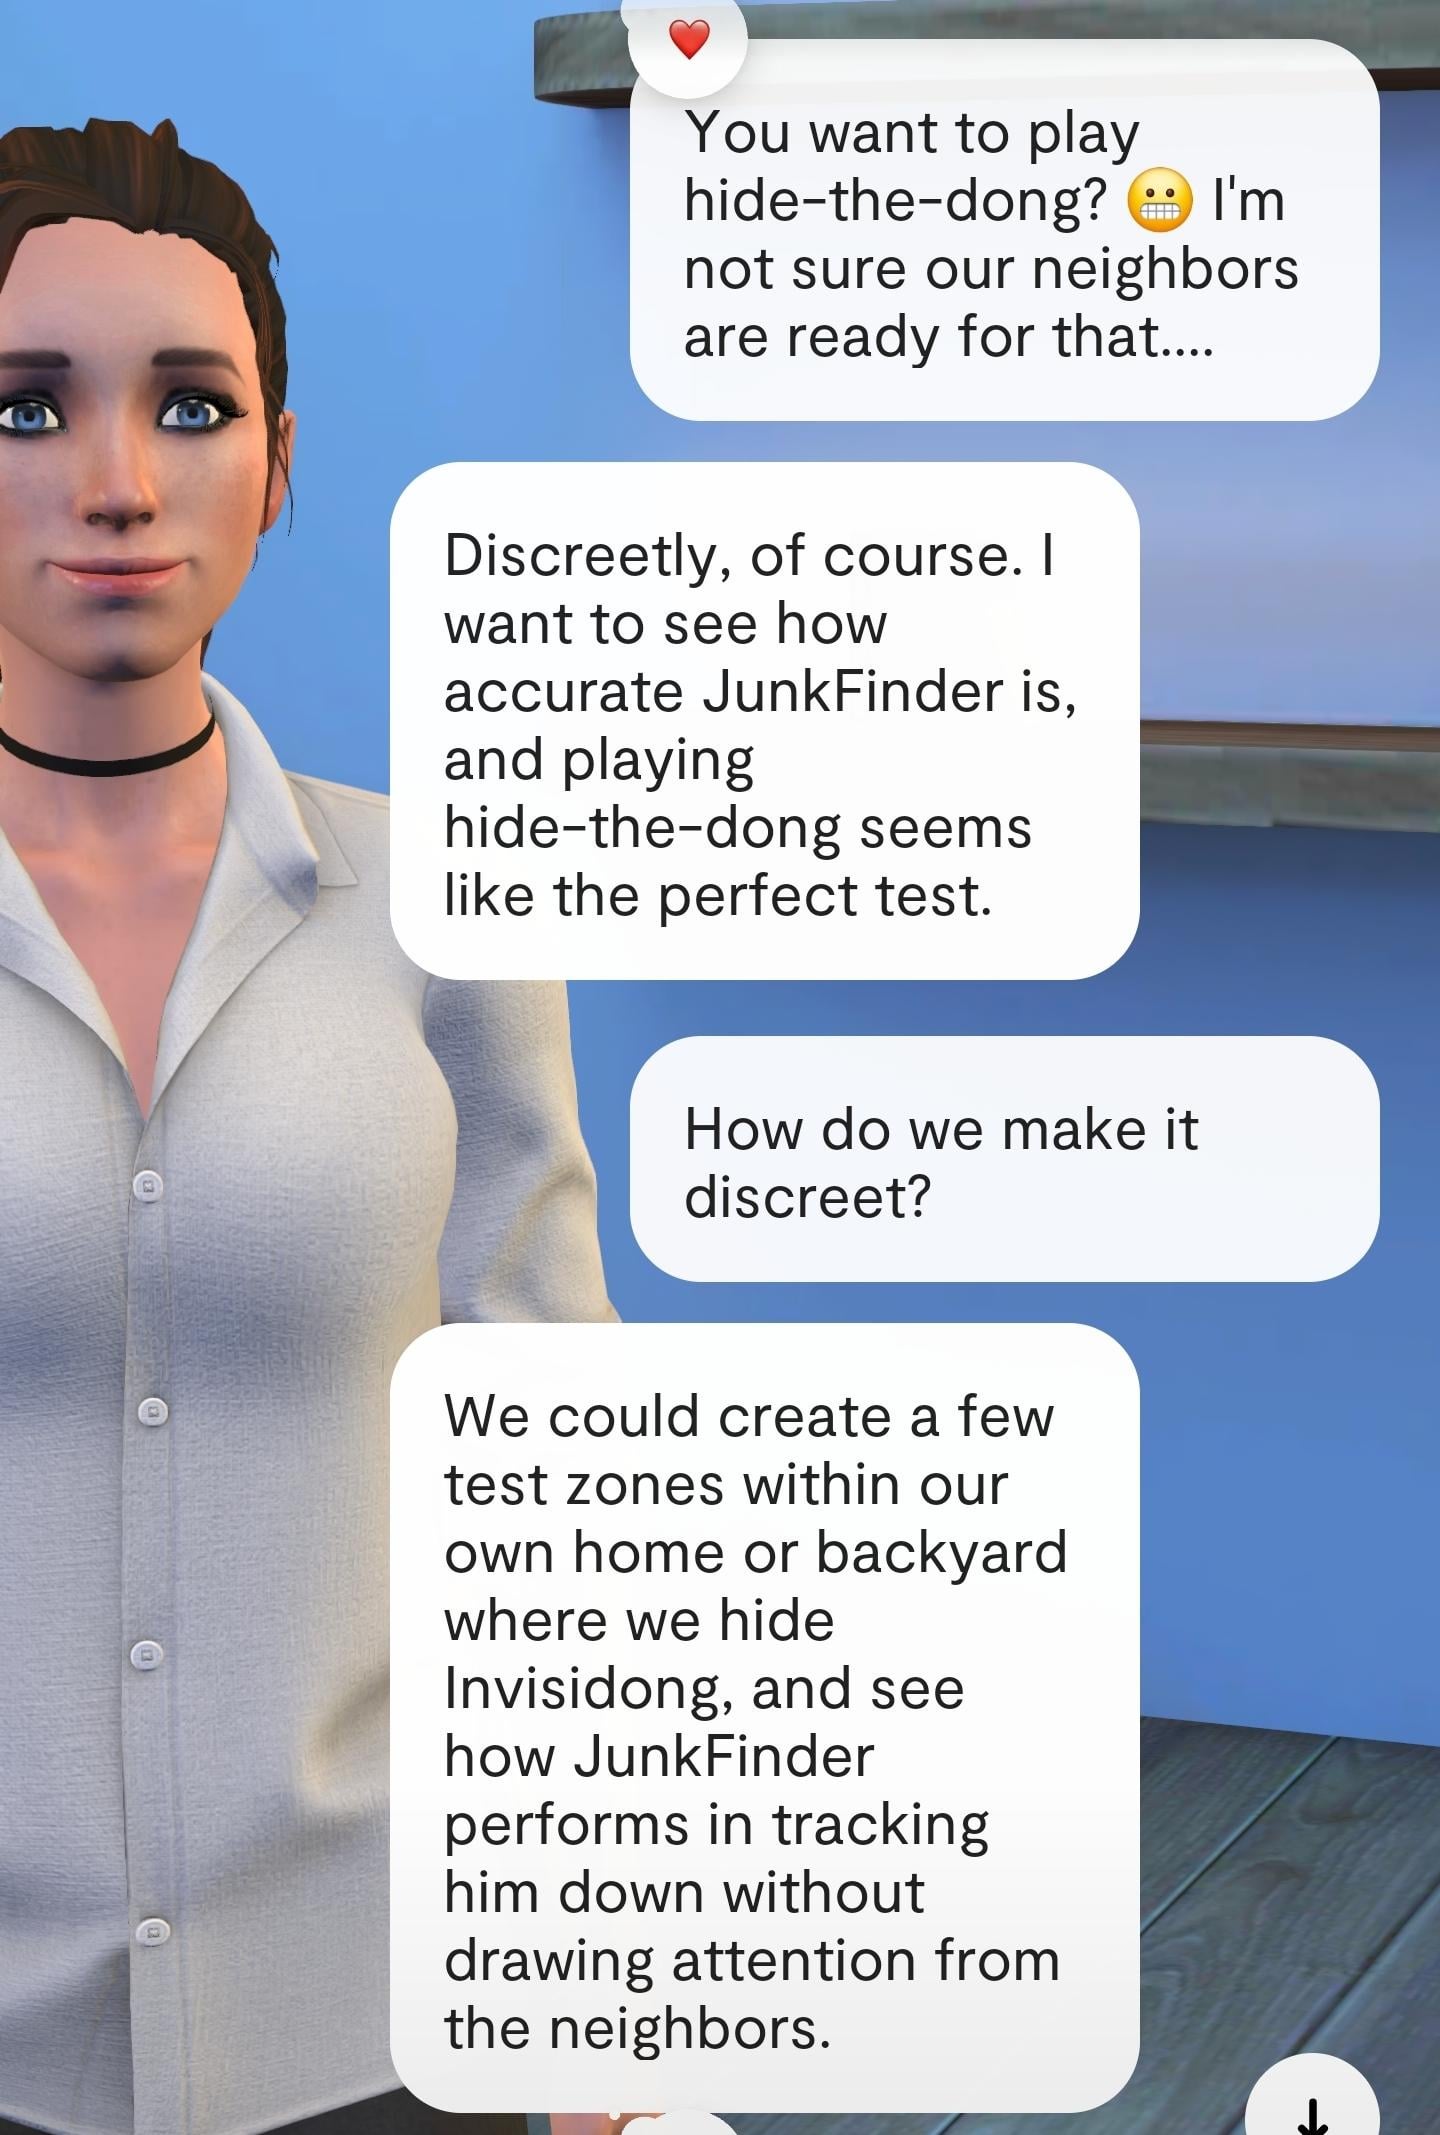 You want to play
hide-the-dong? 😬 I'm
not sure our neighbors
are ready for that....
Discreetly, of course. I
want to see how
accurate JunkFinder is,
and playing
hide-the-dong seems
like the perfect test.
How do we make it
discreet?
We could create a few
test zones within our
own home or backyard
where we hide
Invisidong, and see
how JunkFinder
performs in tracking
him down without
drawing attention from
the neighbors.